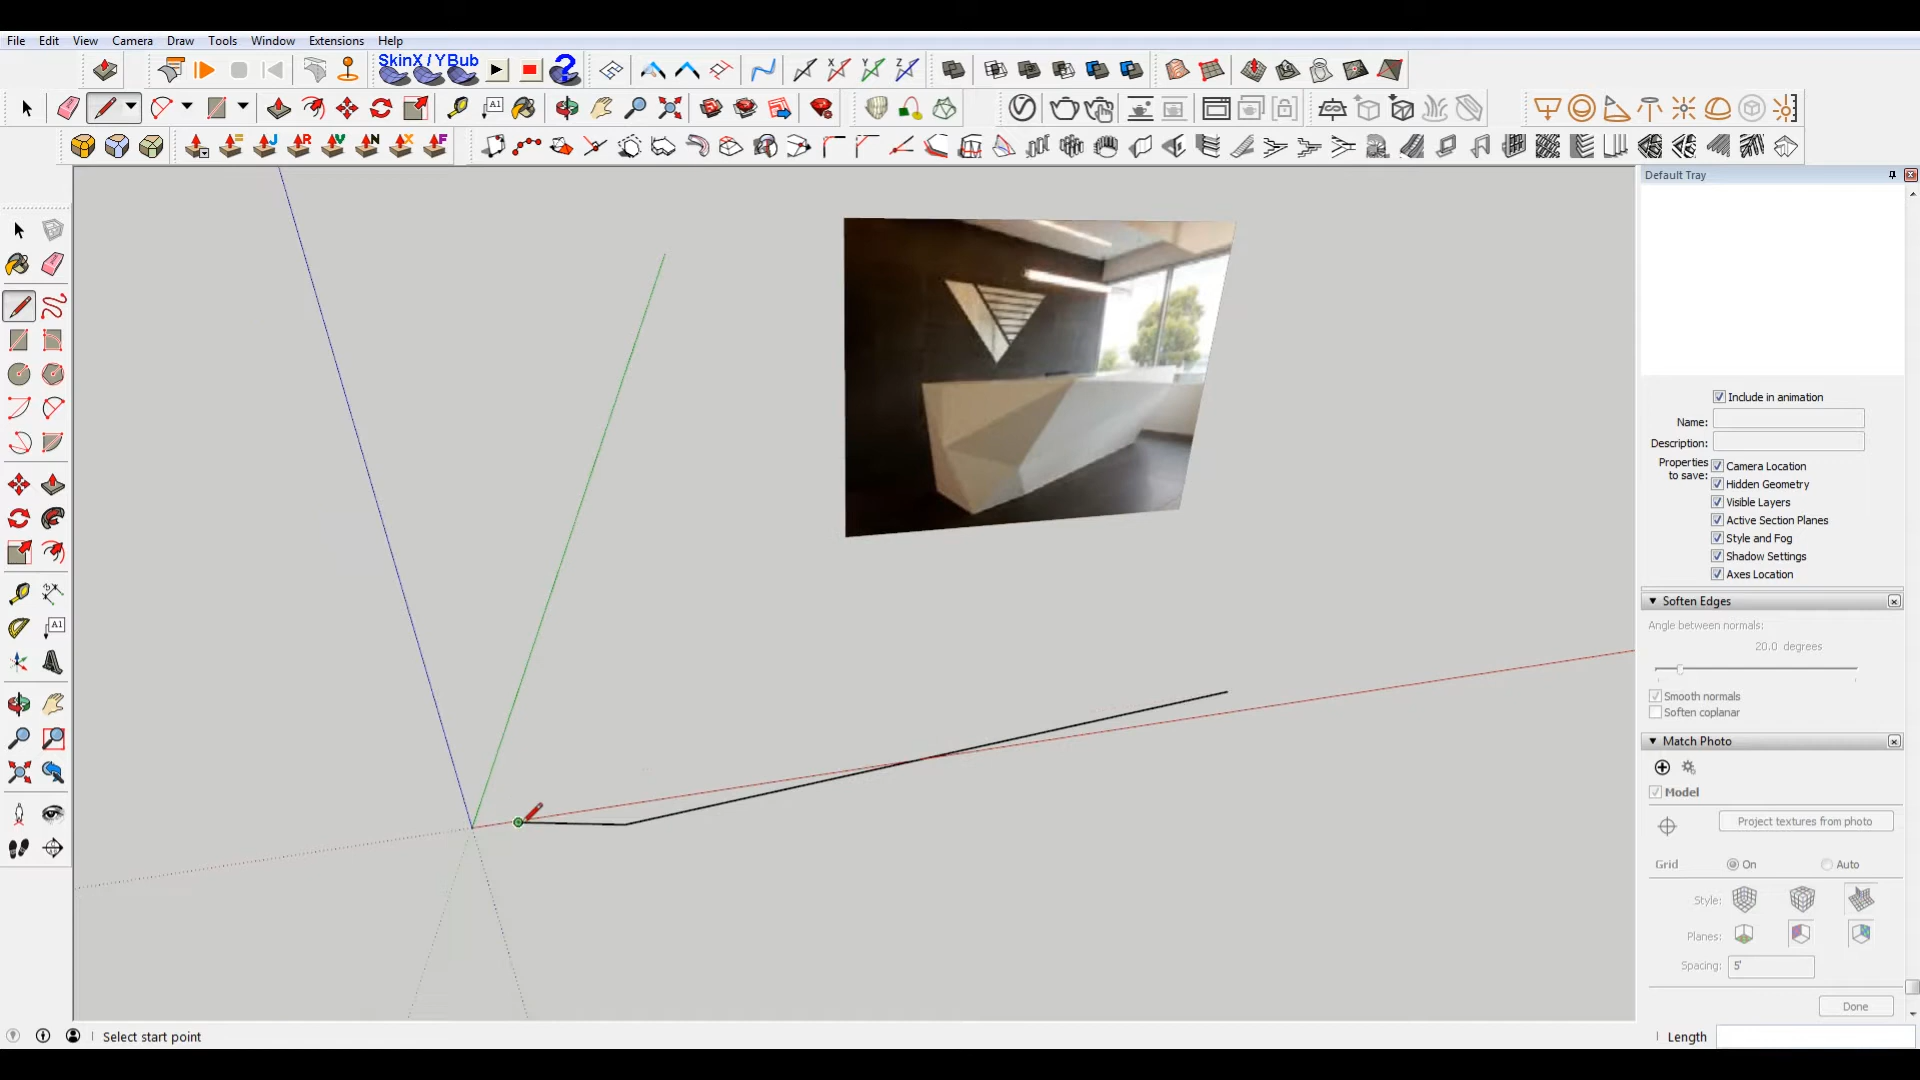 File Edit View Camera Draw Tools Window Extensions Help
SkinX / YBub
A1
X Y Z
= J R V N X F
Default Tray
Include in animation
Name:
Description:
Properties to save:
Camera Location
Hidden Geometry
Visible Layers
Active Section Planes
Style and Fog
Shadow Settings
Axes Location
Soften Edges
Angle between normals:
20.0 degrees
Smooth normals
Soften coplanar
A1
Match Photo
Model
Project textures from photo
Grid On Auto
Style:
Planes:
Spacing: 5'
Done
Select start point
Length